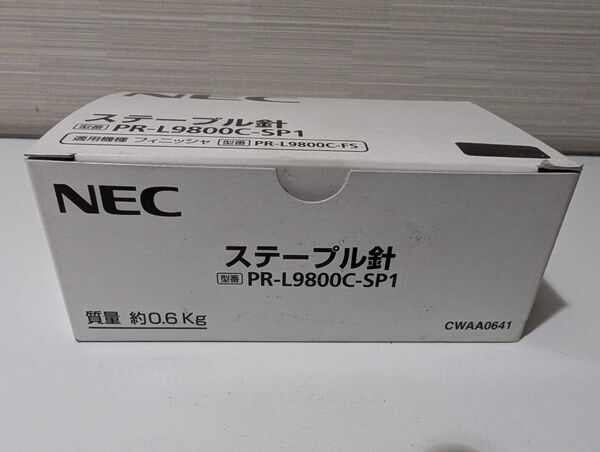 NEC
ステープル針
型番 PR-L9800C-SP1
適用機種 フィニッシャ 型番 PR-L9800C-FS
NEC
ステープル針
型番 PR-L9800C-SP1
質量 約0.6Kg
CWAA0641